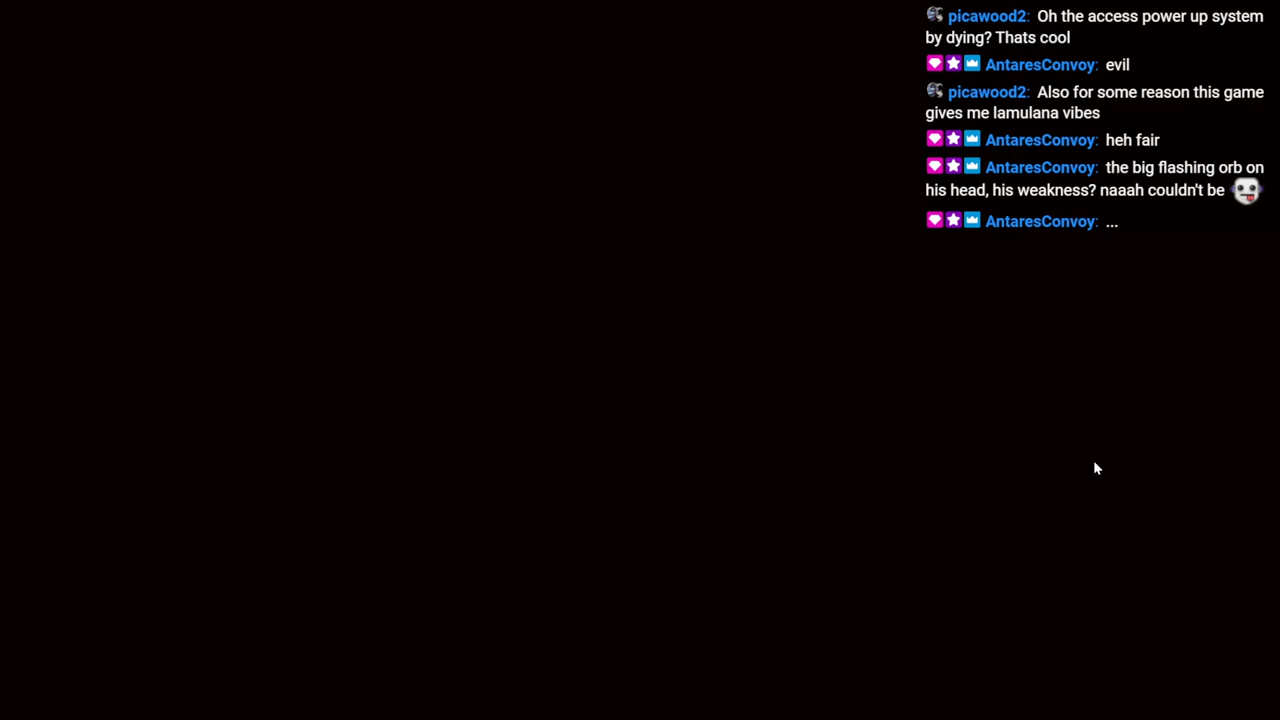 picawood2: Oh the access power up system
by dying? Thats cool
AntaresConvoy: evil
picawood2: Also for some reason this game
gives me lamulana vibes
AntaresConvoy: heh fair
AntaresConvoy: the big flashing orb on
his head, his weakness? naaah couldn't be
AntaresConvoy: ...